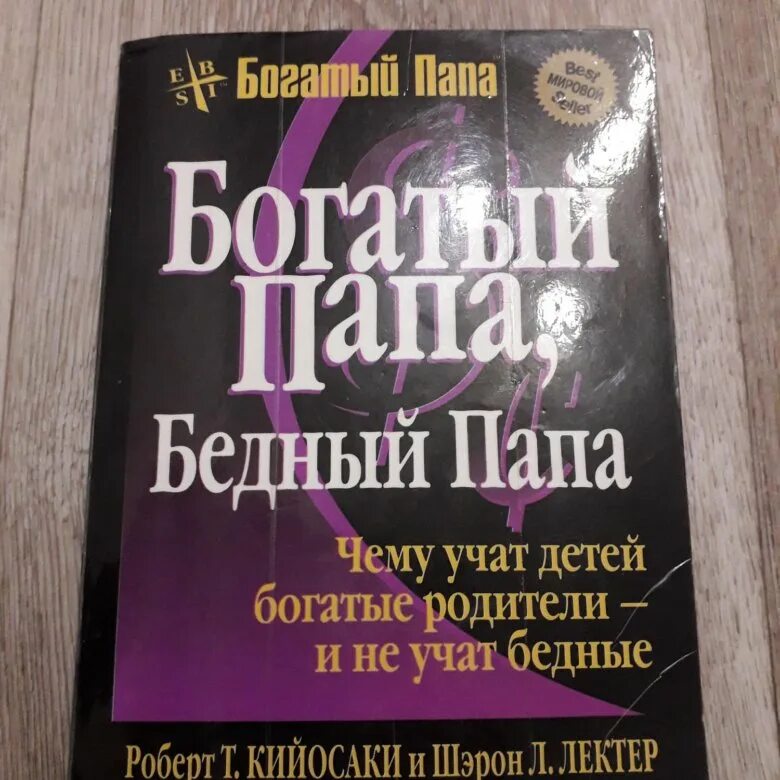 E B
S I
Богатый Папа
Best
МИРОВОЙ
Seller
БОГАТЫЙ
ПАПА,
БЕДНЫЙ ПАПА
Чему учат детей
богатые родители –
и не учат бедные
Роберт Т. КИЙОСАКИ и Шэрон Л. ЛЕКТЕР